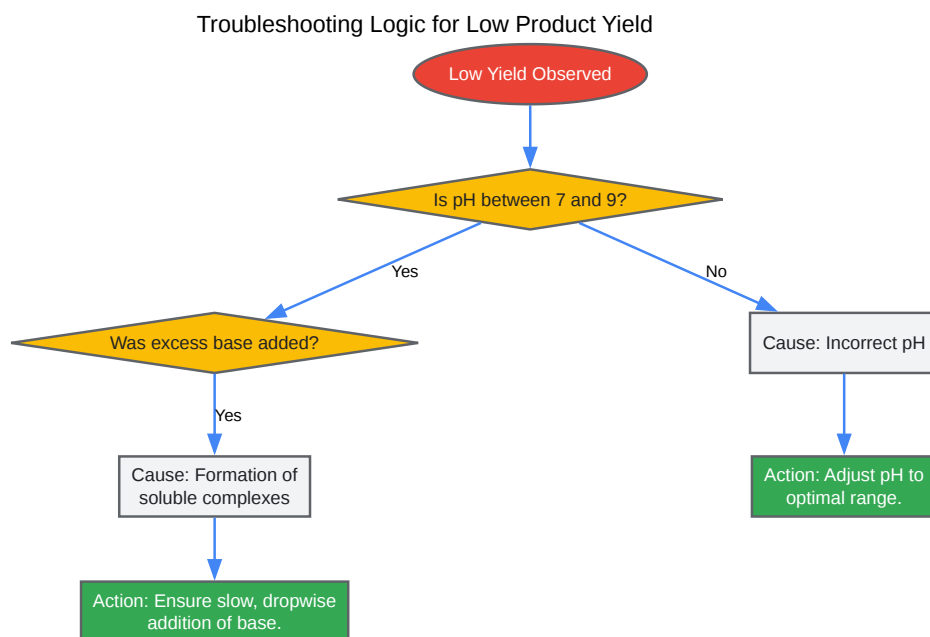 Troubleshooting Logic for Low Product Yield
Low Yield Observed
Is pH between 7 and 9?
Yes
No
Was excess base added?
Cause: Incorrect pH
Yes
Cause: Formation of
soluble complexes
Action: Adjust pH to
optimal range.
Action: Ensure slow, dropwise
addition of base.